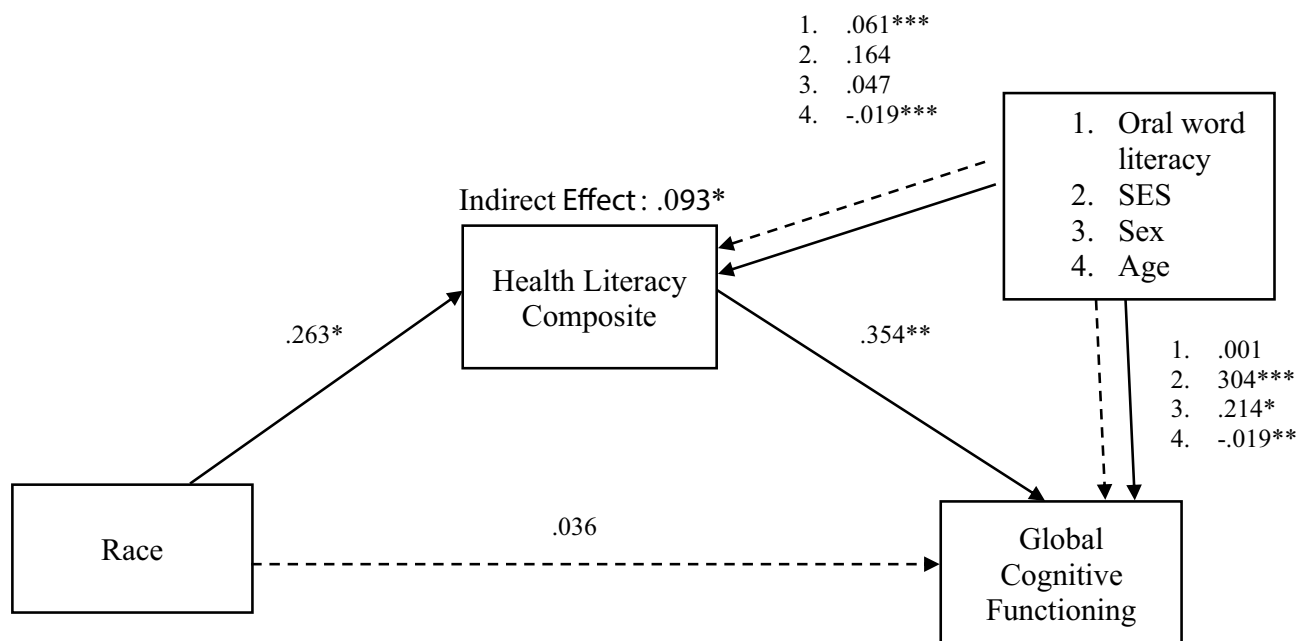 1. .061***
2. .164
3. .047
4. -.019***
1. Oral word
literacy
2. SES
3. Sex
4. Age
Indirect Effect : .093*
Health Literacy
Composite
.263*
.354**
1. .001
2. 304***
3. .214*
4. -.019**
Race
.036
Global
Cognitive
Functioning